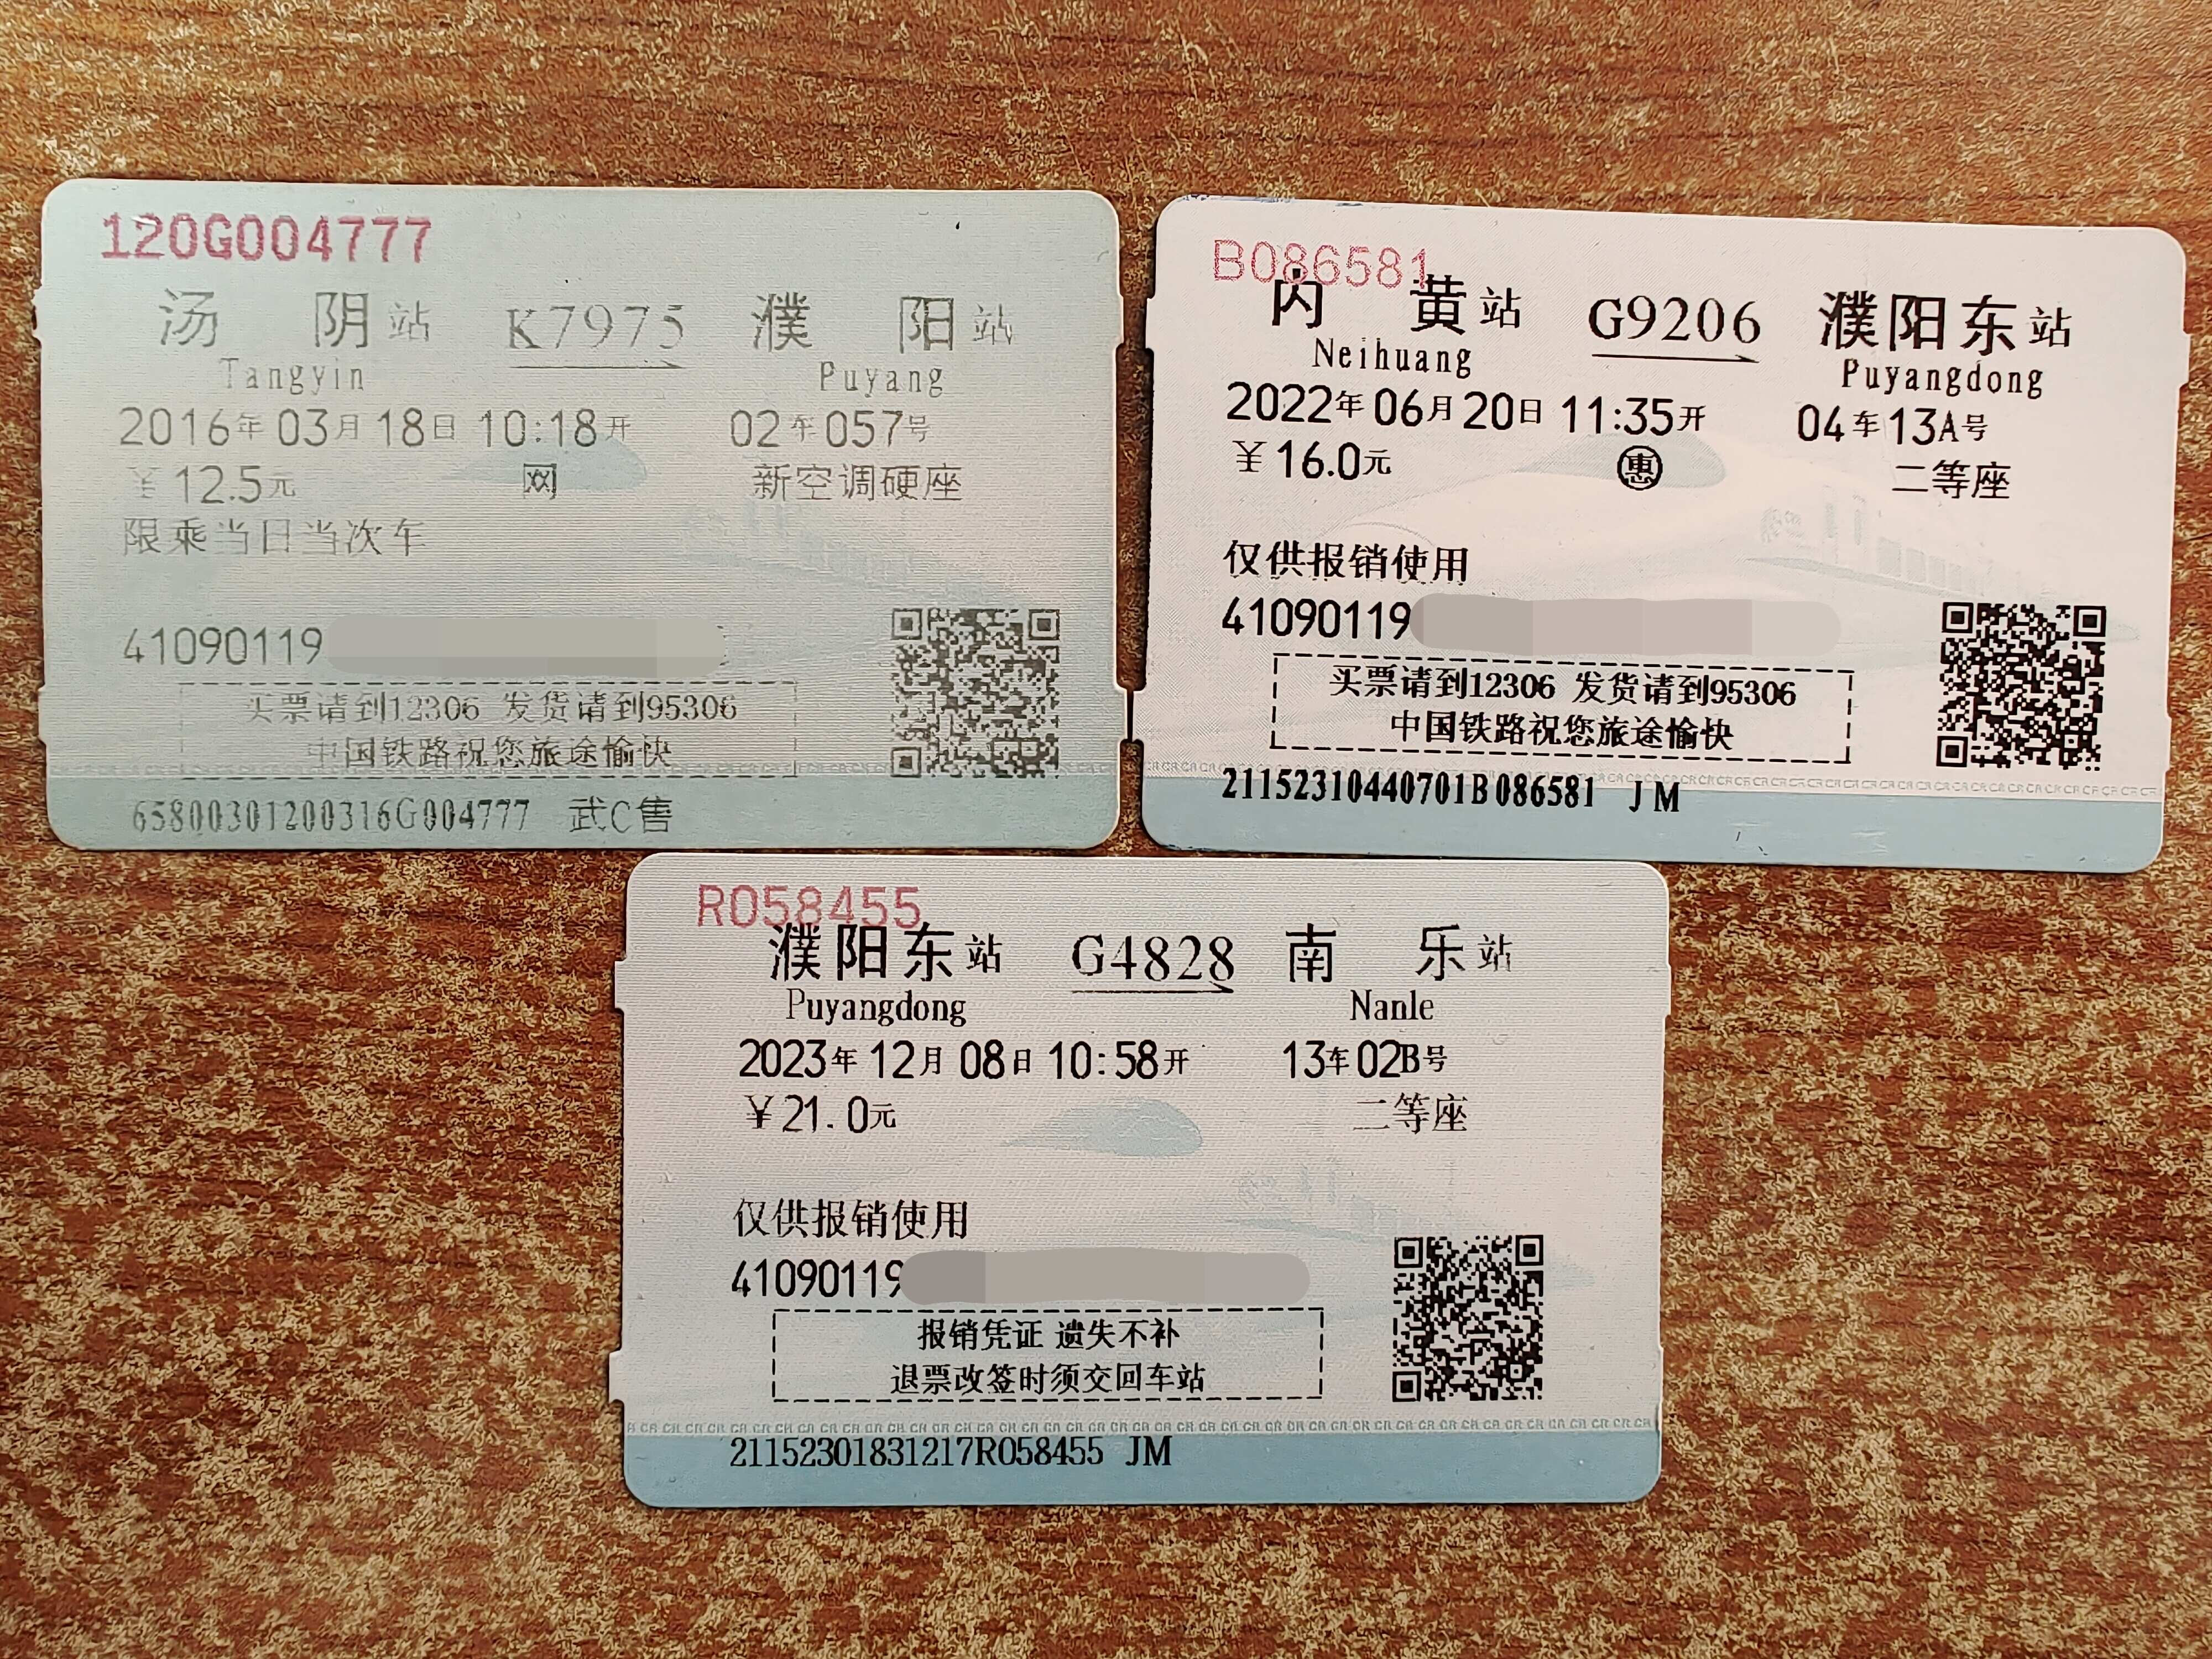 120G004777
汤 阴站 K7975 濮 阳站
Tangyin Puyang
2016年03月18日10:18开 02车057号
￥12.5元 网 新空调硬座
限乘当日当次车
41090119
买票请到12306 发货请到95306
中国铁路祝您旅途愉快
65800301200316G004777 武C售
B086581
内 黄站 G9206 濮阳东站
Neihuang Puyangdong
2022年06月20日11:35开 04车13A号
￥16.0元 惠 二等座
仅供报销使用
41090119
买票请到12306 发货请到95306
中国铁路祝您旅途愉快
21152310440701B086581 JM
R058455
濮阳东站 G4828 南 乐站
Puyangdong Nanle
2023年12月08日10:58开 13车02B号
￥21.0元 二等座
仅供报销使用
41090119
报销凭证 遗失不补
退票改签时须交回车站
21152301831217R058455 JM